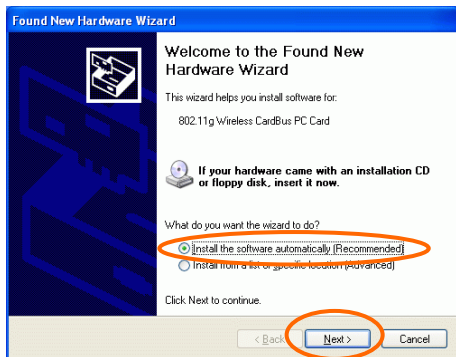 Found New Hardware Wizard
Welcome to the Found New
Hardware Wizard
This wizard helps you install software for:
802.11g Wireless CardBus PC Card
If your hardware came with an installation CD
or floppy disk, insert it now.
What do you want the wizard to do?
Install the software automatically (Recommended)
Install from a list or specific location (Advanced)
Click Next to continue.
< Back Next > Cancel